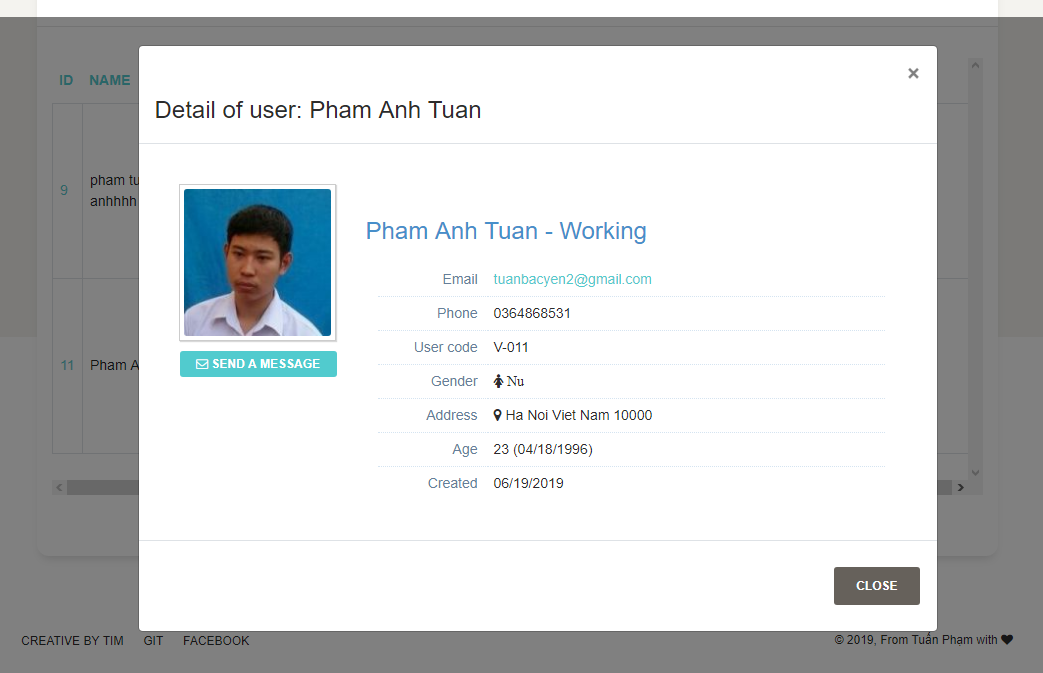 ×
Detail of user: Pham Anh Tuan
ID NAME
9 pham tu
anhhhh
11 Pham A
Pham Anh Tuan - Working
Email tuanbacyen2@gmail.com
Phone 0364868531
User code V-011
Gender Nu
Address Ha Noi Viet Nam 10000
Age 23 (04/18/1996)
Created 06/19/2019
SEND A MESSAGE
CLOSE
CREATIVE BY TIM GIT FACEBOOK
© 2019, From Tuấn Phạm with